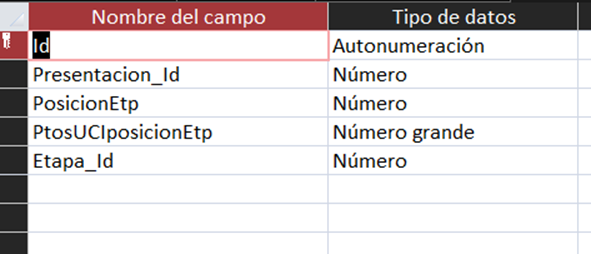 Nombre del campo Tipo de datos
Id Autonumeración
Presentacion_Id Número
PosicionEtp Número
PtosUCIposicionEtp Número grande
Etapa_Id Número